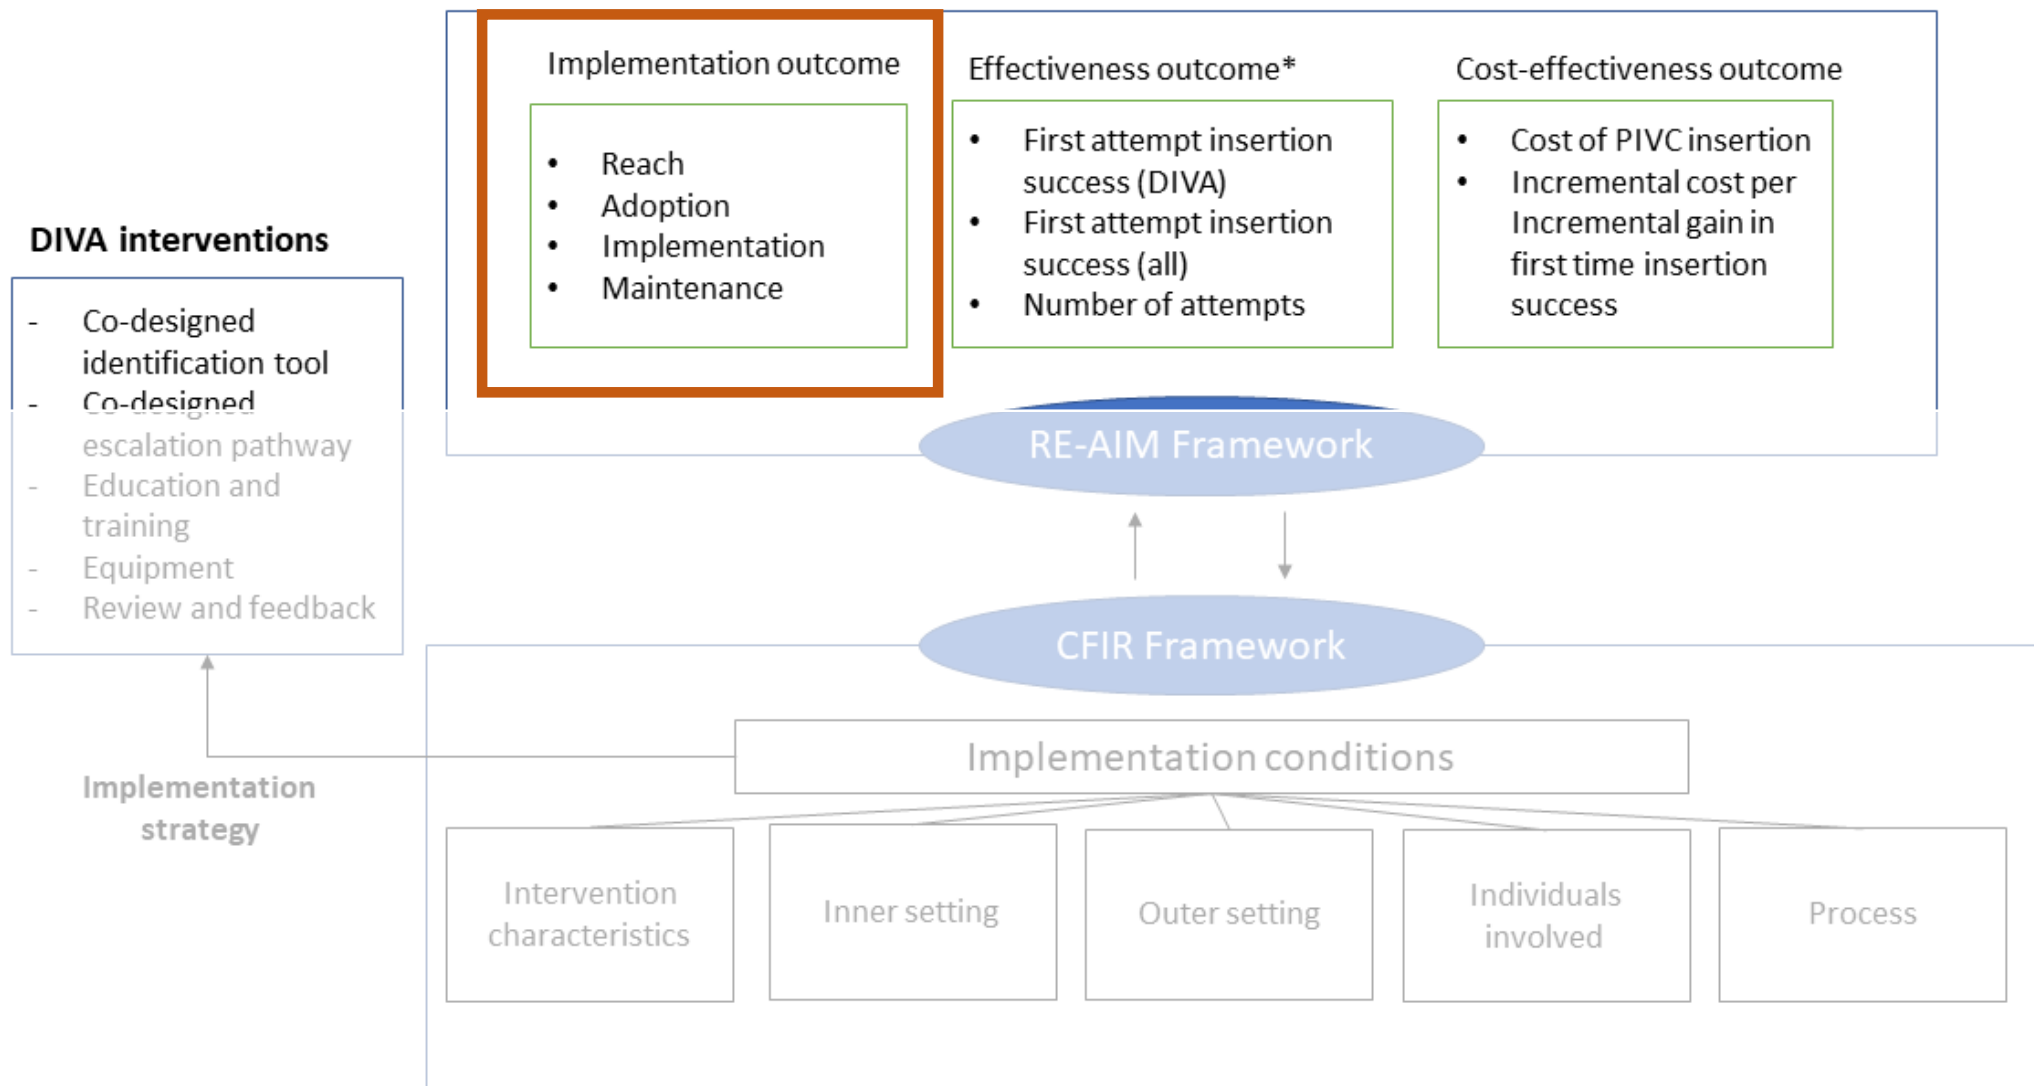 DIVA interventions
- Co-designed
identification tool
- Co-designed
escalation pathway
- Education and
training
- Equipment
- Review and feedback
Implementation outcome
• Reach
• Adoption
• Implementation
• Maintenance
Effectiveness outcome*
• First attempt insertion
success (DIVA)
• First attempt insertion
success (all)
• Number of attempts
Cost-effectiveness outcome
• Cost of PIVC insertion
• Incremental cost per
Incremental gain in
first time insertion
success
RE-AIM Framework
CFIR Framework
Implementation conditions
Implementation
strategy
Intervention
characteristics
Inner setting
Outer setting
Individuals
involved
Process